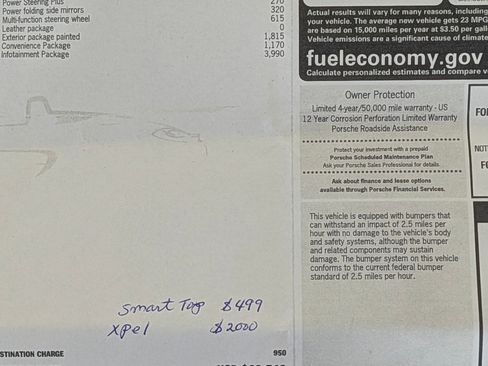 Power Steering Plus 270
Power folding side mirrors 320
Multi-function steering wheel 615
Leather package 0
Exterior package painted 1,815
Convenience Package 1,170
Infotainment Package 3,990
Smart Top $499
Xpel $2000
STINATION CHARGE 950
Actual results will vary for many reasons, including
your vehicle. The average new vehicle gets 23 MPG
are based on 15,000 miles per year at $3.50 per gall
Vehicle emissions are a significant cause of climate
fueleconomy.gov
Calculate personalized estimates and compare v
Owner Protection
Limited 4-year/50,000 mile warranty - US
12 Year Corrosion Perforation Limited Warranty
Porsche Roadside Assistance
Protect your investment with a prepaid
Porsche Scheduled Maintenance Plan
Ask your Porsche Sales Professional for details.
Ask about finance and lease options
available through Porsche Financial Services.
This vehicle is equipped with bumpers that
can withstand an impact of 2.5 miles per
hour with no damage to the vehicle's body
and safety systems, although the bumper
and related components may sustain
damage. The bumper system on this vehicle
conforms to the current federal bumper
standard of 2.5 miles per hour.
FO
NOT
F